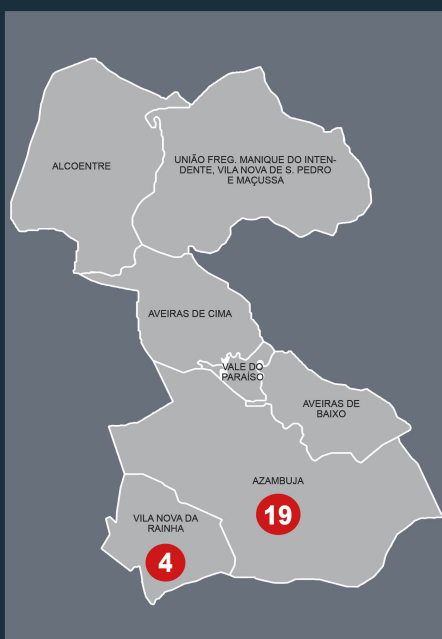 ALCOENTRE
UNIÃO FREG. MANIQUE DO INTEN-
DENTE, VILA NOVA DE S. PEDRO
E MAÇUSSA
AVEIRAS DE CIMA
VALE DO
PARAÍSO
AVEIRAS DE
BAIXO
AZAMBUJA
19
VILA NOVA DA
RAINHA
4